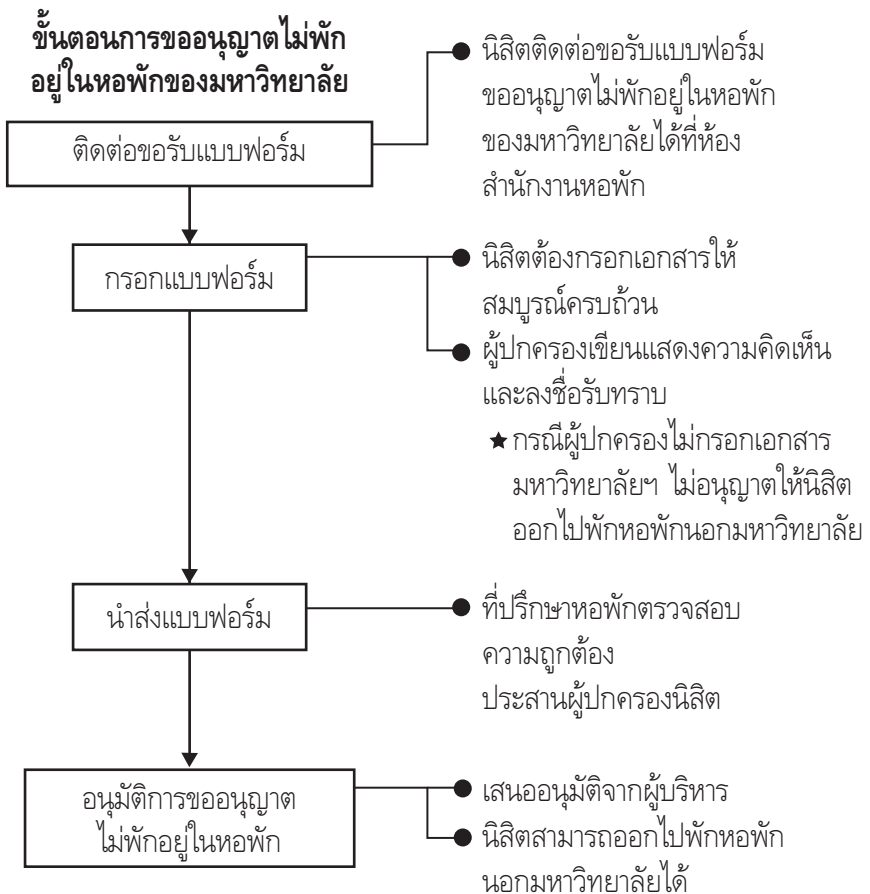 ขั้นตอนการขออนุญาตไม่พัก
อยู่ในหอพักของมหาวิทยาลัย
ติดต่อขอรับแบบฟอร์ม
นิสิตติดต่อขอรับแบบฟอร์ม
ขออนุญาตไม่พักอยู่ในหอพัก
ของมหาวิทยาลัยได้ที่ห้อง
สำนักงานหอพัก
กรอกแบบฟอร์ม
นิสิตต้องกรอกเอกสารให้
สมบูรณ์ครบถ้วน
ผู้ปกครองเขียนแสดงความคิดเห็น
และลงชื่อรับทราบ
★ กรณีผู้ปกครองไม่กรอกเอกสาร
มหาวิทยาลัยฯ ไม่อนุญาตให้นิสิต
ออกไปพักหอพักนอกมหาวิทยาลัย
นำส่งแบบฟอร์ม
ที่ปรึกษาหอพักตรวจสอบ
ความถูกต้อง
ประสานผู้ปกครองนิสิต
อนุมัติการขออนุญาต
ไม่พักอยู่ในหอพัก
เสนออนุมัติจากผู้บริหาร
นิสิตสามารถออกไปพักหอพัก
นอกมหาวิทยาลัยได้